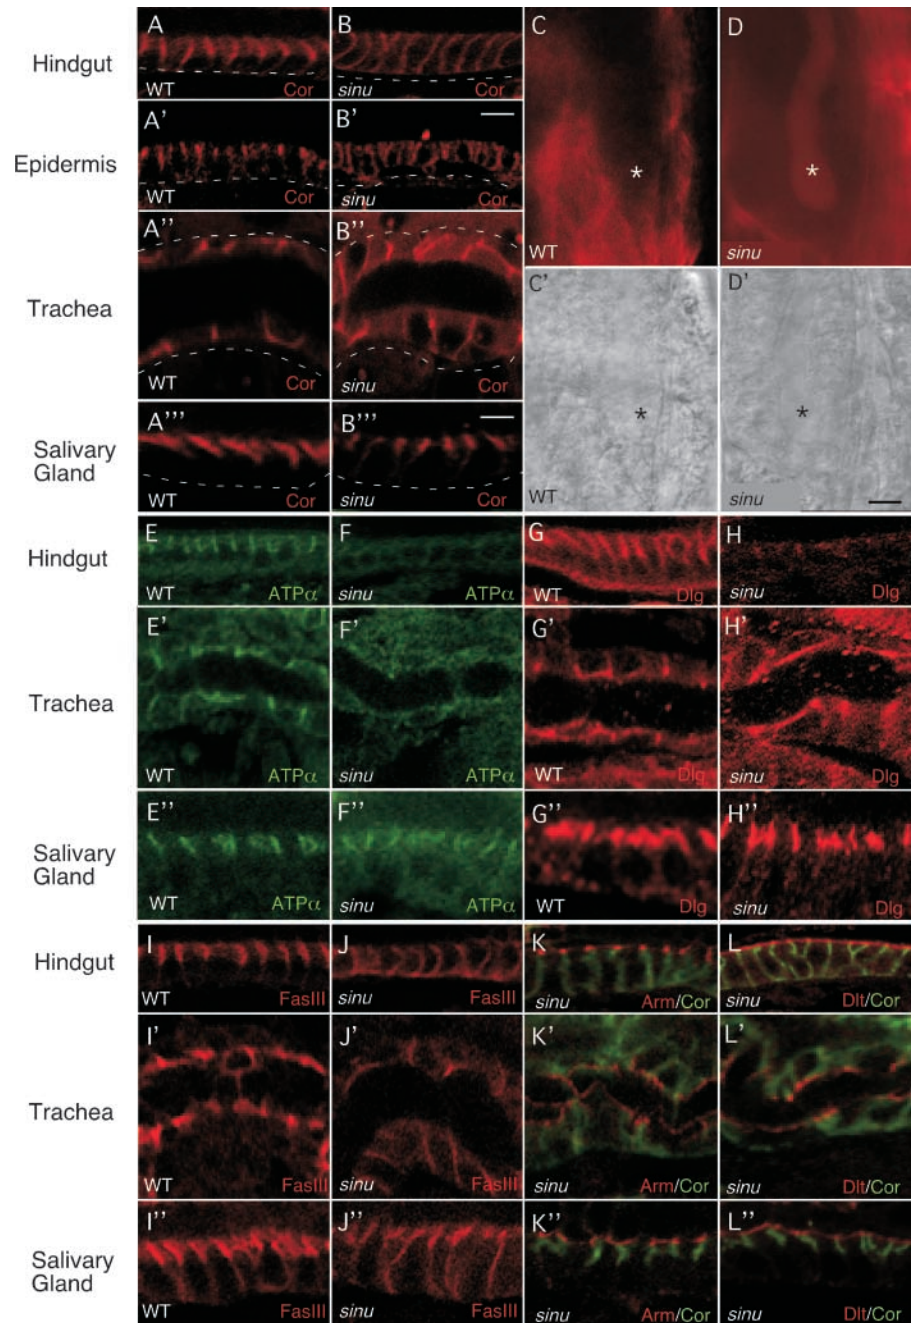 A B C D
Hindgut
WT Cor sinu Cor
A' B'
Epidermis
WT Cor sinu Cor
A'' B''
* *
WT sinu
C' D'
Trachea
WT Cor sinu Cor
A''' B'''
* *
Salivary
Gland
WT Cor sinu Cor WT sinu
E F G H
Hindgut
WT ATPα sinu ATPα WT Dlg sinu Dlg
E' F' G' H'
Trachea
WT ATPα sinu ATPα WT Dlg sinu Dlg
E'' F'' G'' H''
Salivary
Gland
WT ATPα sinu ATPα WT Dlg sinu Dlg
I J K L
Hindgut
WT FasIII sinu FasIII sinu Arm/Cor sinu Dlt/Cor
I' J' K' L'
Trachea
WT FasIII sinu FasIII sinu Arm/Cor sinu Dlt/Cor
I'' J'' K'' L''
Salivary
Gland
WT FasIII sinu FasIII sinu Arm/Cor sinu Dlt/Cor